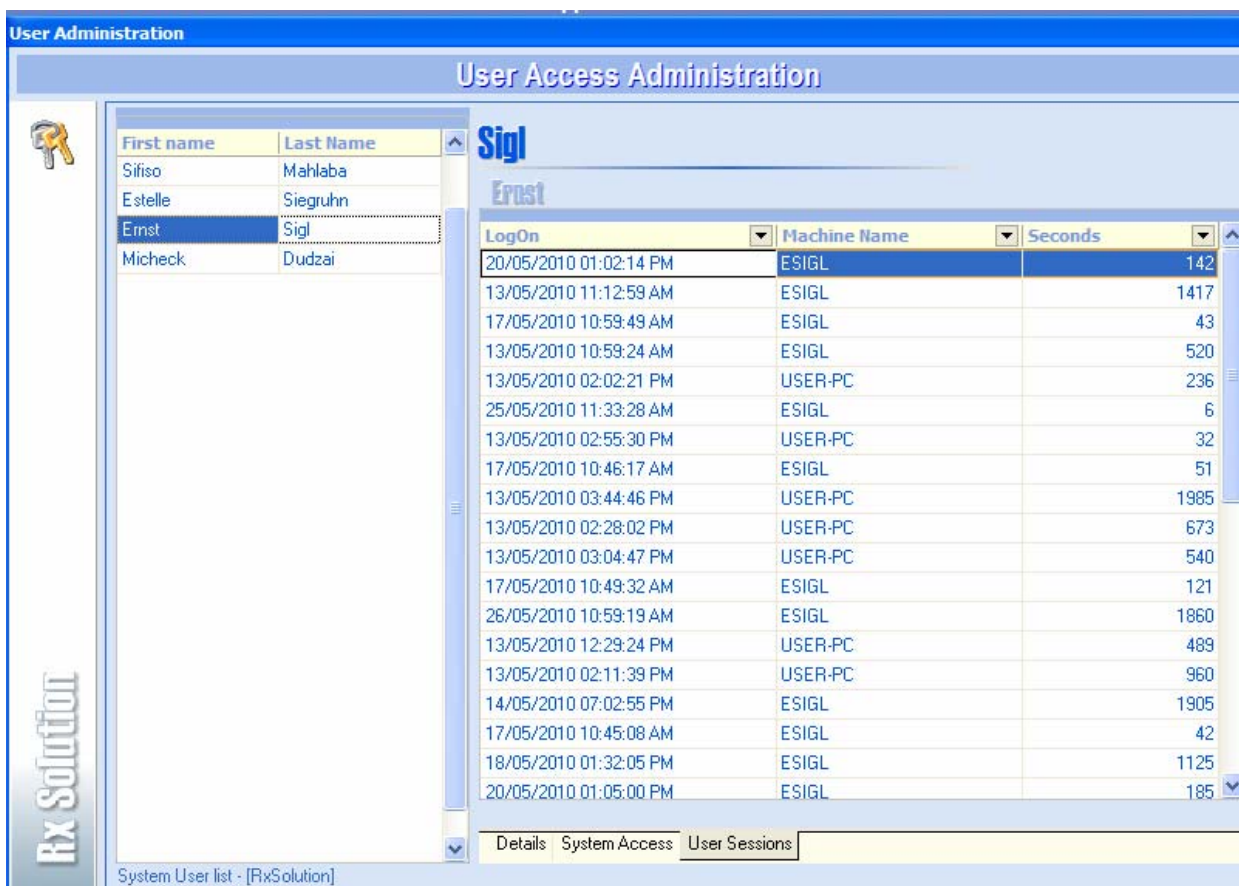 User Administration
User Access Administration
First name Last Name
Sifiso Mahlaba
Estelle Siegruhn
Ernst Sigl
Micheck Dudzai
Sigl
Ernst
LogOn Machine Name Seconds
20/05/2010 01:02:14 PM ESIGL 142
13/05/2010 11:12:59 AM ESIGL 1417
17/05/2010 10:59:49 AM ESIGL 43
13/05/2010 10:59:24 AM ESIGL 520
13/05/2010 02:02:21 PM USER-PC 236
25/05/2010 11:33:28 AM ESIGL 6
13/05/2010 02:55:30 PM USER-PC 32
17/05/2010 10:46:17 AM ESIGL 51
13/05/2010 03:44:46 PM USER-PC 1985
13/05/2010 02:28:02 PM USER-PC 673
13/05/2010 03:04:47 PM USER-PC 540
17/05/2010 10:49:32 AM ESIGL 121
26/05/2010 10:59:19 AM ESIGL 1860
13/05/2010 12:29:24 PM USER-PC 489
13/05/2010 02:11:39 PM USER-PC 960
14/05/2010 07:02:55 PM ESIGL 1905
17/05/2010 10:45:08 AM ESIGL 42
18/05/2010 01:32:05 PM ESIGL 1125
20/05/2010 01:05:00 PM ESIGL 185
Details System Access User Sessions
System User list - [RxSolution]
Rx Solution